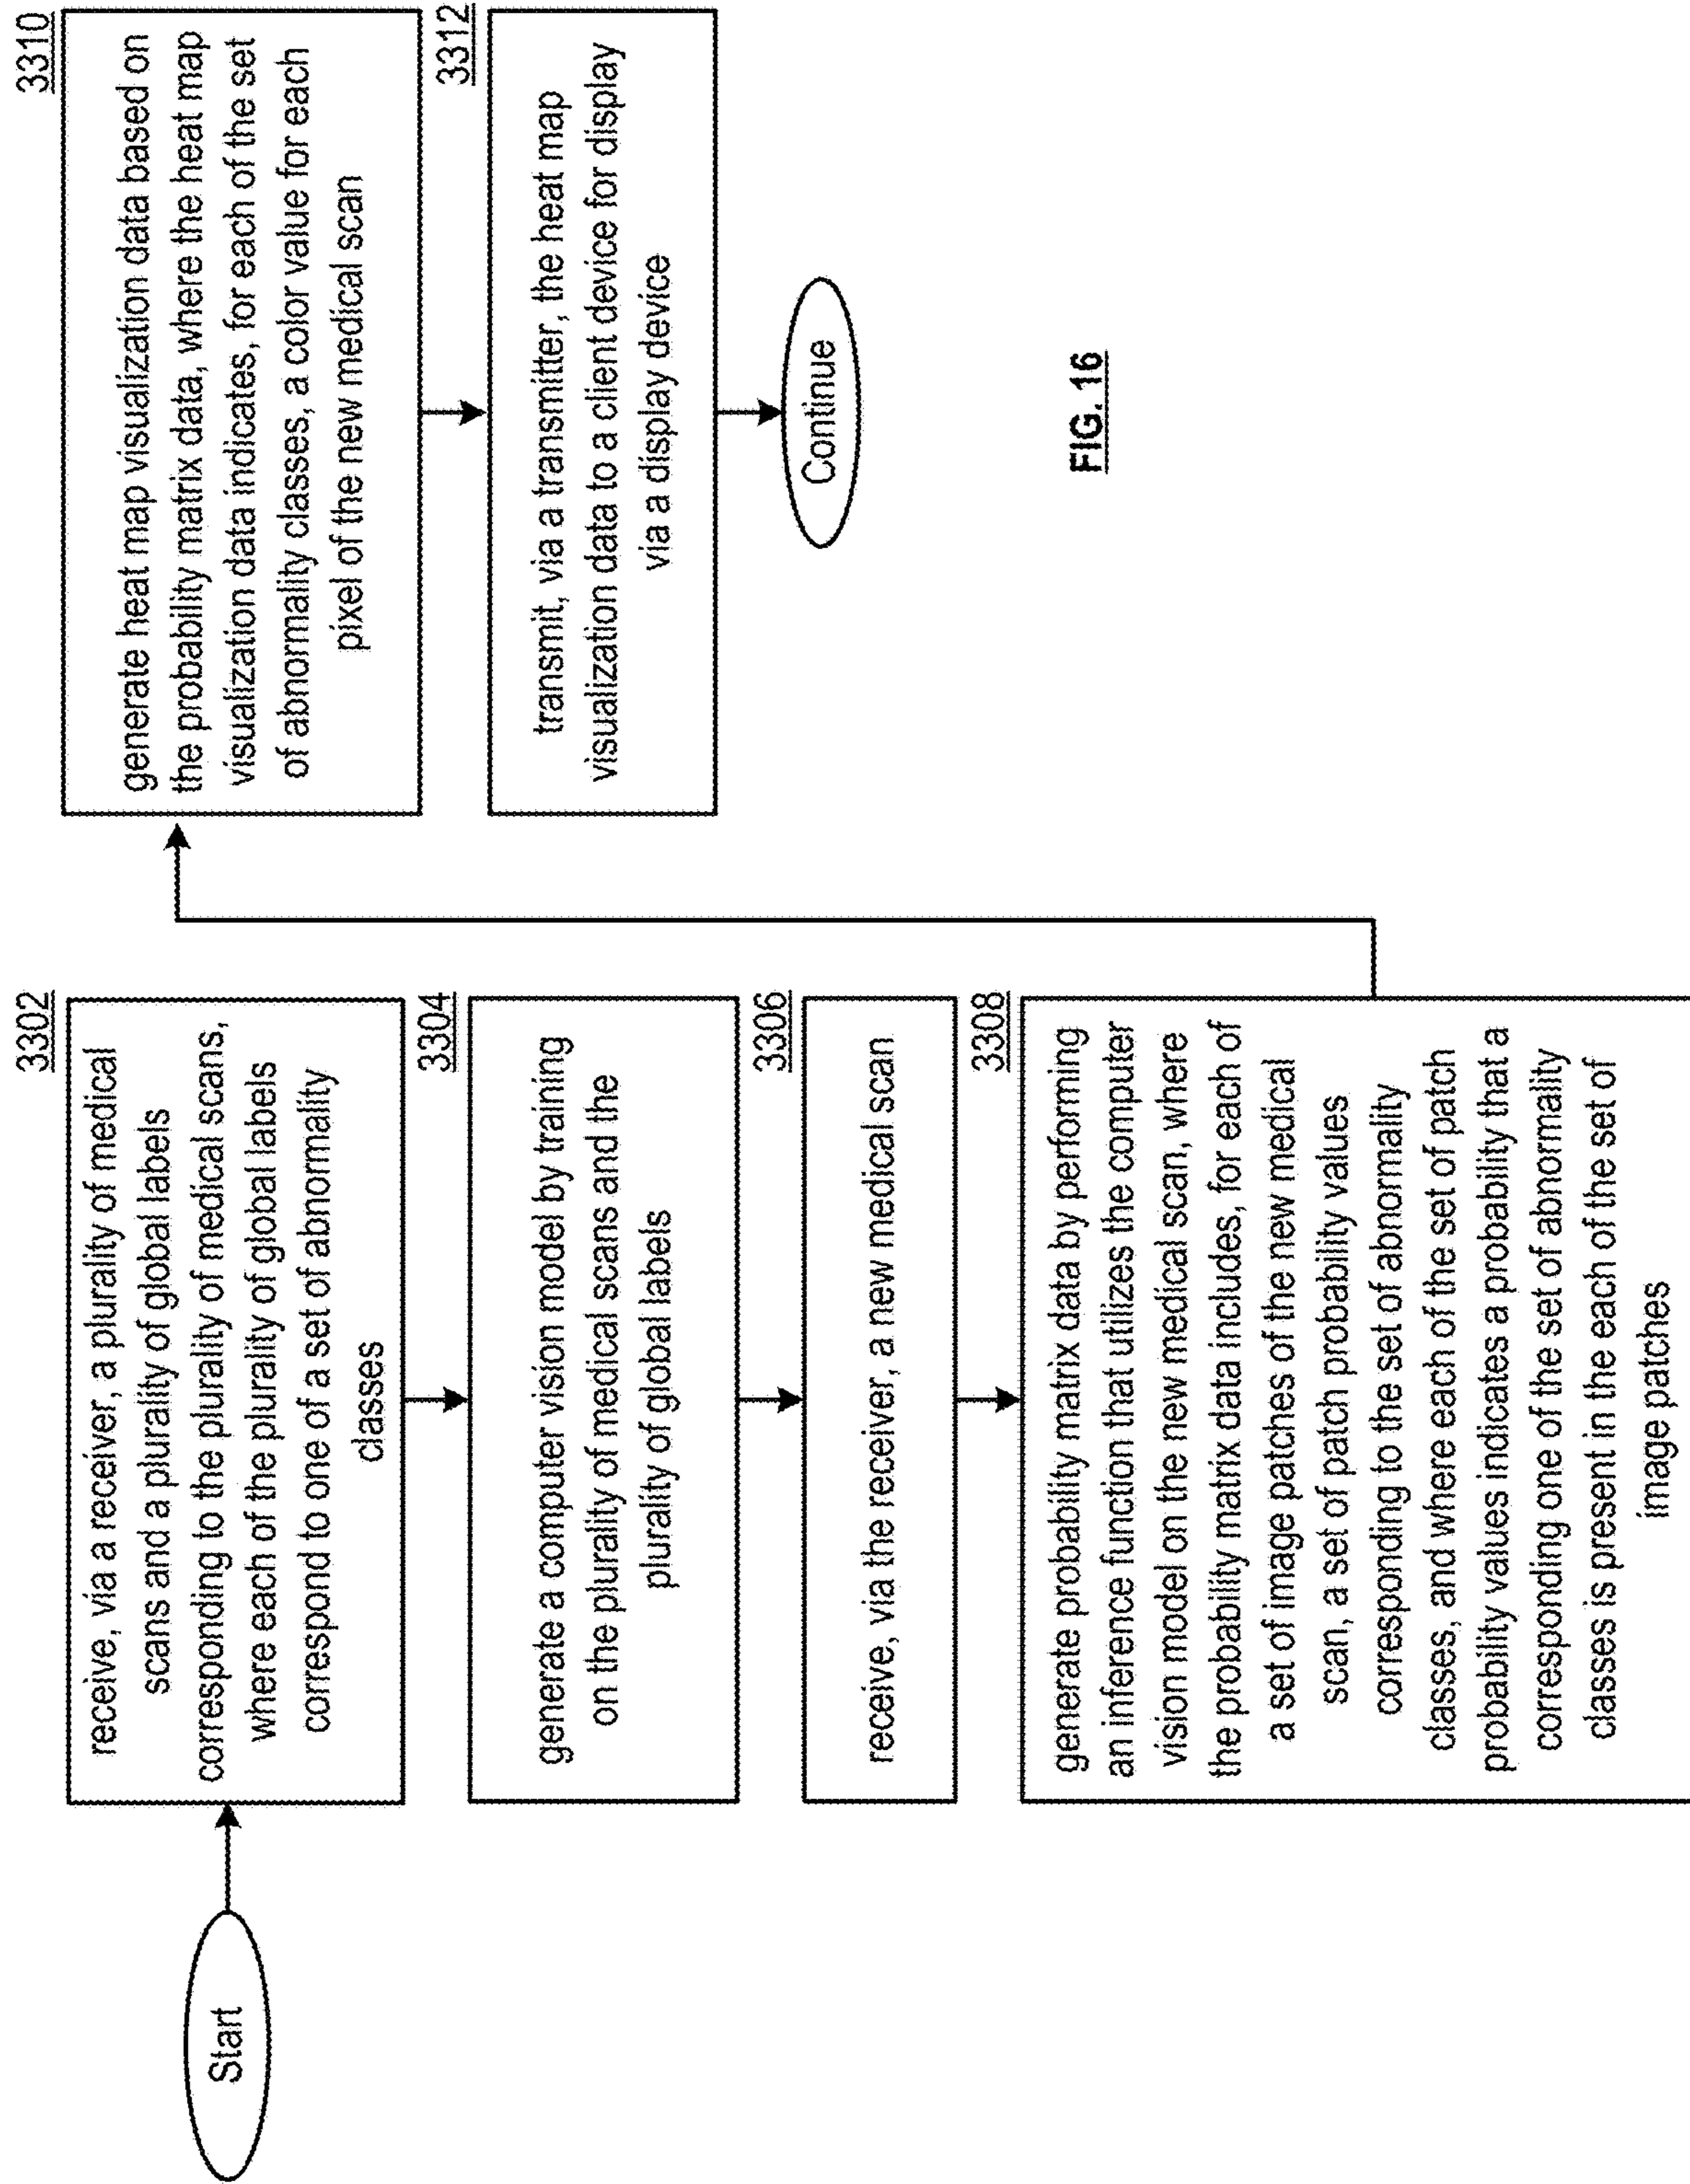 Start
3302
receive, via a receiver, a plurality of medical
scans and a plurality of global labels
corresponding to the plurality of medical scans,
where each of the plurality of global labels
correspond to one of a set of abnormality
classes
3304
generate a computer vision model by training
on the plurality of medical scans and the
plurality of global labels
3306
receive, via the receiver, a new medical scan
3308
generate probability matrix data by performing
an inference function that utilizes the computer
vision model on the new medical scan, where
the probability matrix data includes, for each of
a set of image patches of the new medical
scan, a set of patch probability values
corresponding to the set of abnormality
classes, and where each of the set of patch
probability values indicates a probability that a
corresponding one of the set of abnormality
classes is present in the each of the set of
image patches
3310
generate heat map visualization data based on
the probability matrix data, where the heat map
visualization data indicates, for each of the set
of abnormality classes, a color value for each
pixel of the new medical scan
3312
transmit, via a transmitter, the heat map
visualization data to a client device for display
via a display device
Continue
FIG. 16